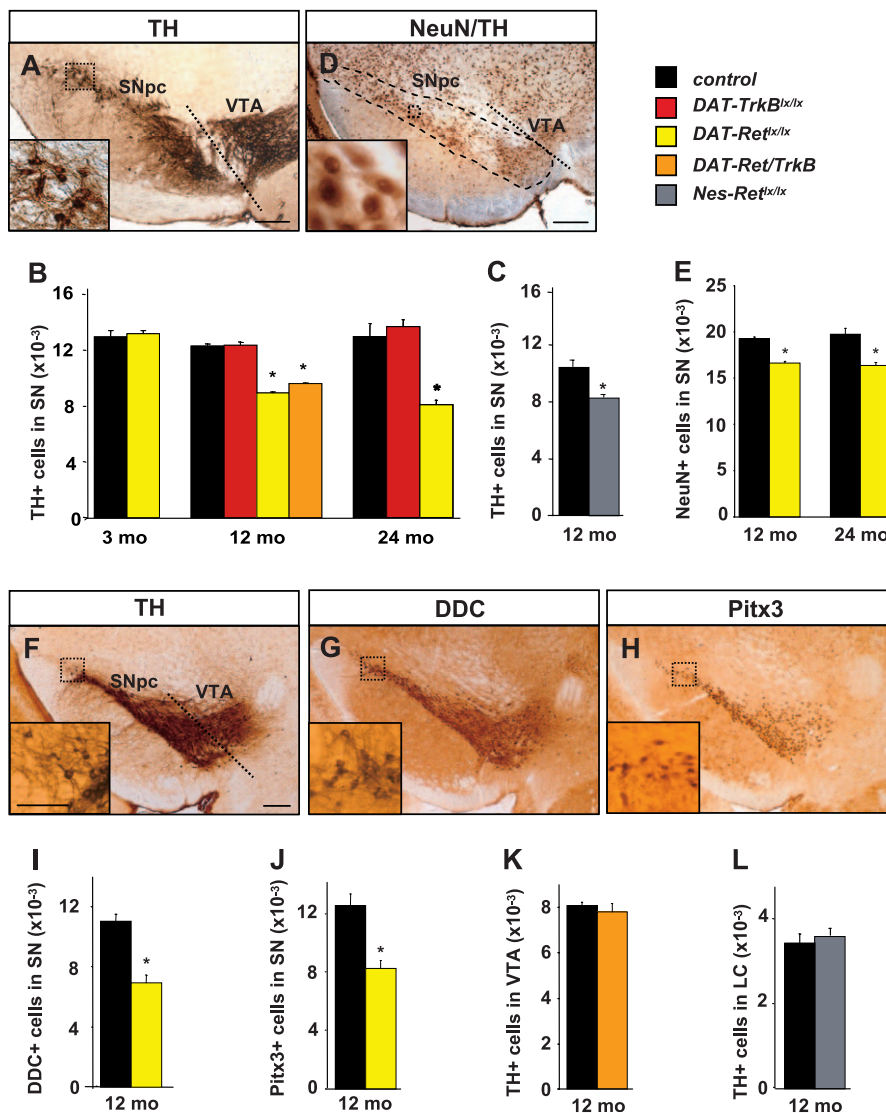 TH
NeuN/TH
A
SNpc
VTA
D
SNpc
VTA
control
DAT-TrkBlx/lx
DAT-Retlx/lx
DAT-Ret/TrkB
Nes-Retlx/lx
B
TH+ cells in SN (x10-3)
16
12
8
4
0
* *
*
3 mo 12 mo 24 mo
C
TH+ cells in SN (x10-3)
16
12
8
4
0
*
12 mo
E
NeuN+ cells in SN (x10-3)
25
20
15
10
5
0
* *
12 mo 24 mo
TH
DDC
Pitx3
F
SNpc
VTA
G
H
I
DDC+ cells in SN (x10-3)
12
9
6
3
0
*
12 mo
J
Pitx3+ cells in SN (x10-3)
12
8
4
0
*
12 mo
K
TH+ cells in VTA (x10-3)
8
6
4
2
0
12 mo
L
TH+ cells in LC (x10-3)
4
2
0
12 mo